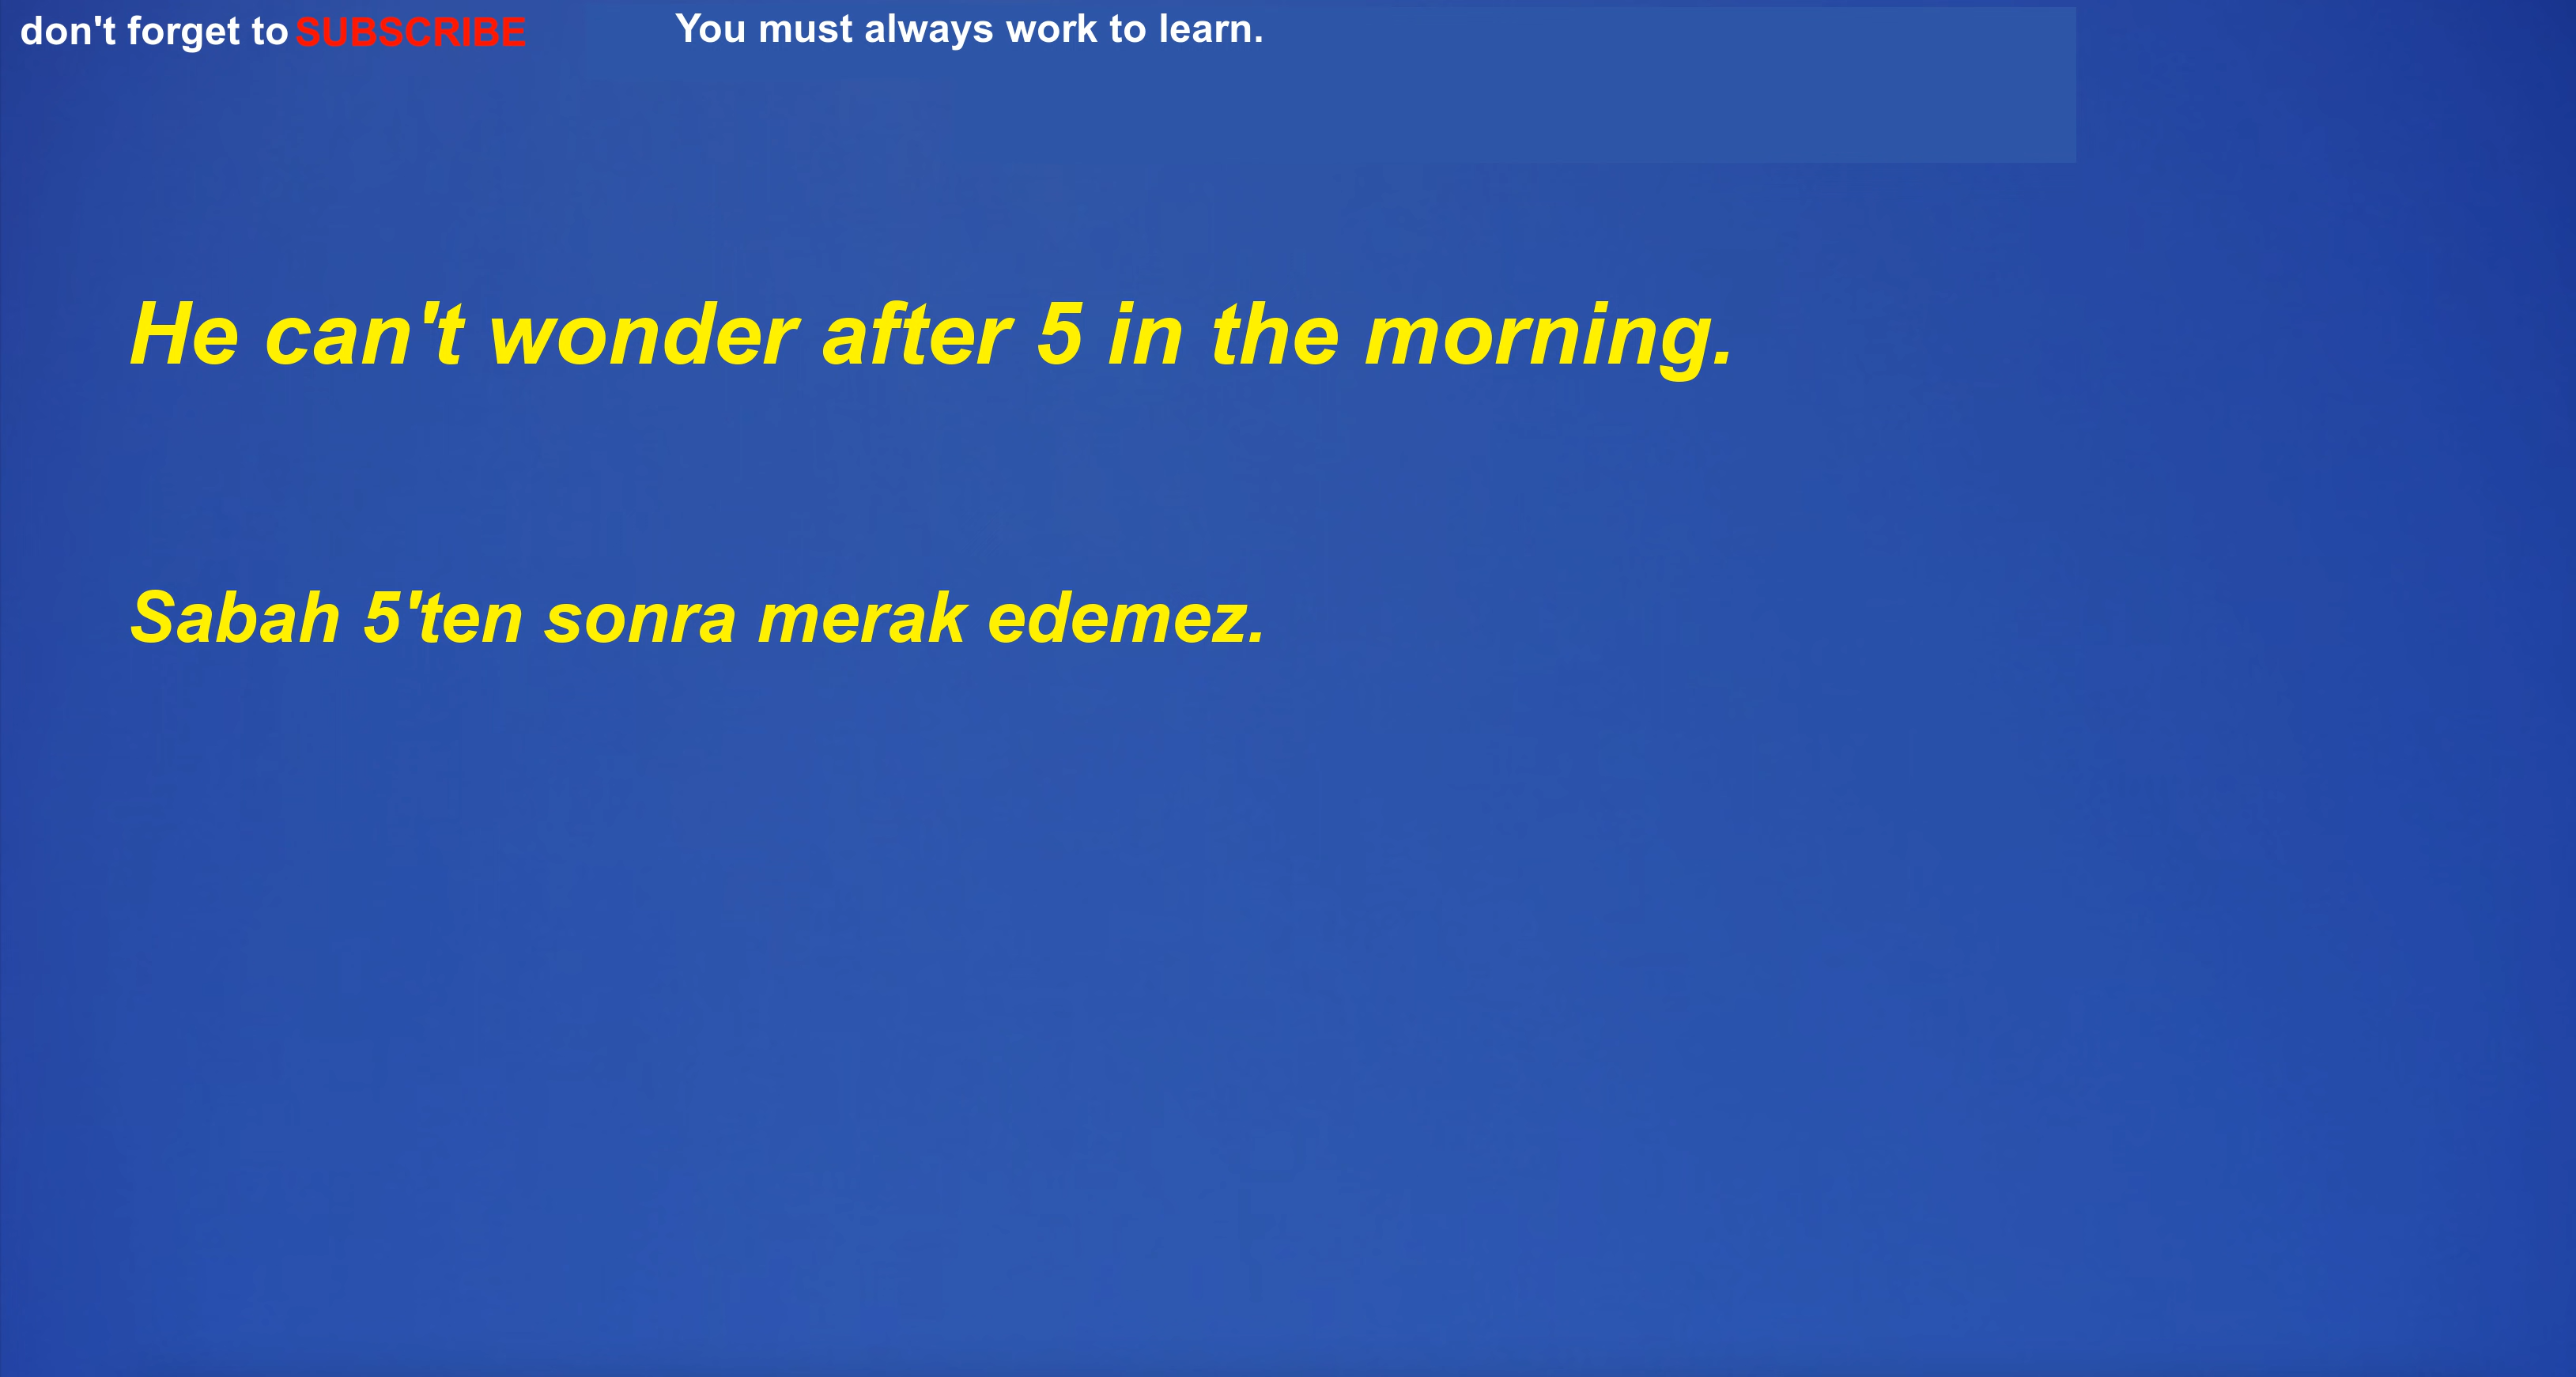 don't forget to SUBSCRIBE You must always work to learn.
He can't wonder after 5 in the morning.
Sabah 5'ten sonra merak edemez.